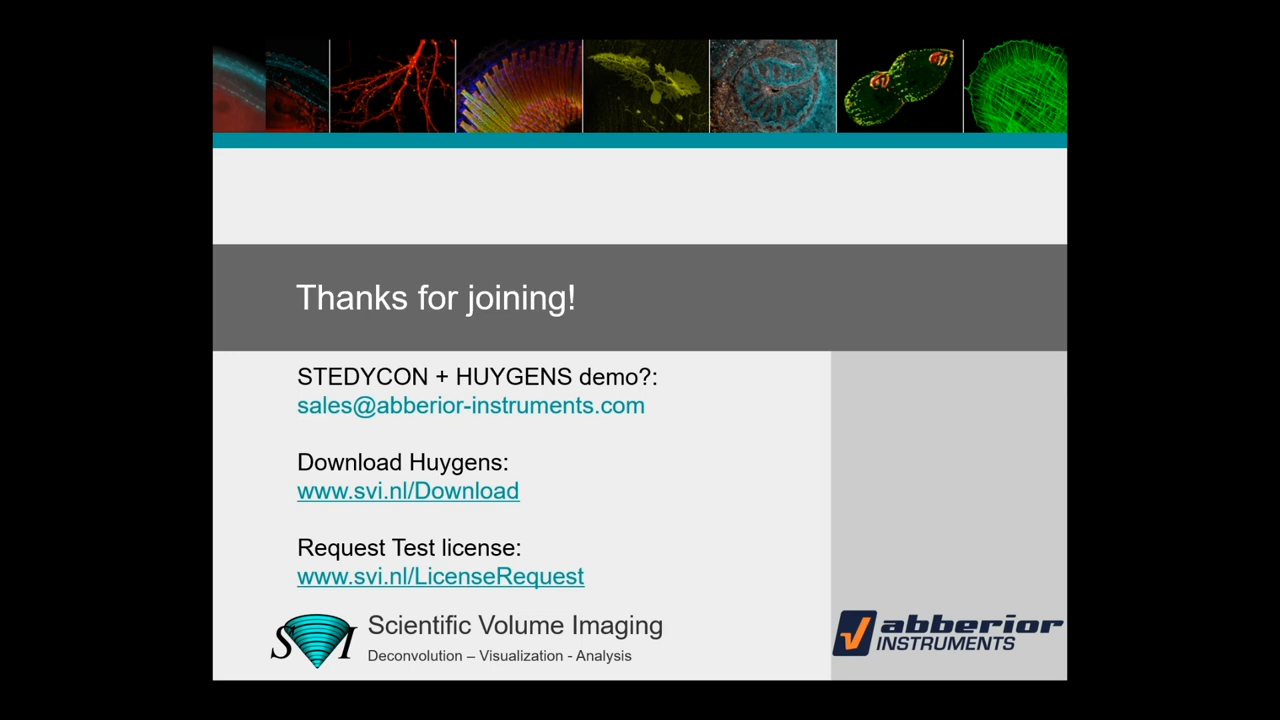 Thanks for joining!
STEDYCON + HUYGENS demo?:
sales@abberior-instruments.com
Download Huygens:
www.svi.nl/Download
Request Test license:
www.svi.nl/LicenseRequest
SVI
Scientific Volume Imaging
Deconvolution – Visualization - Analysis
abberior
INSTRUMENTS